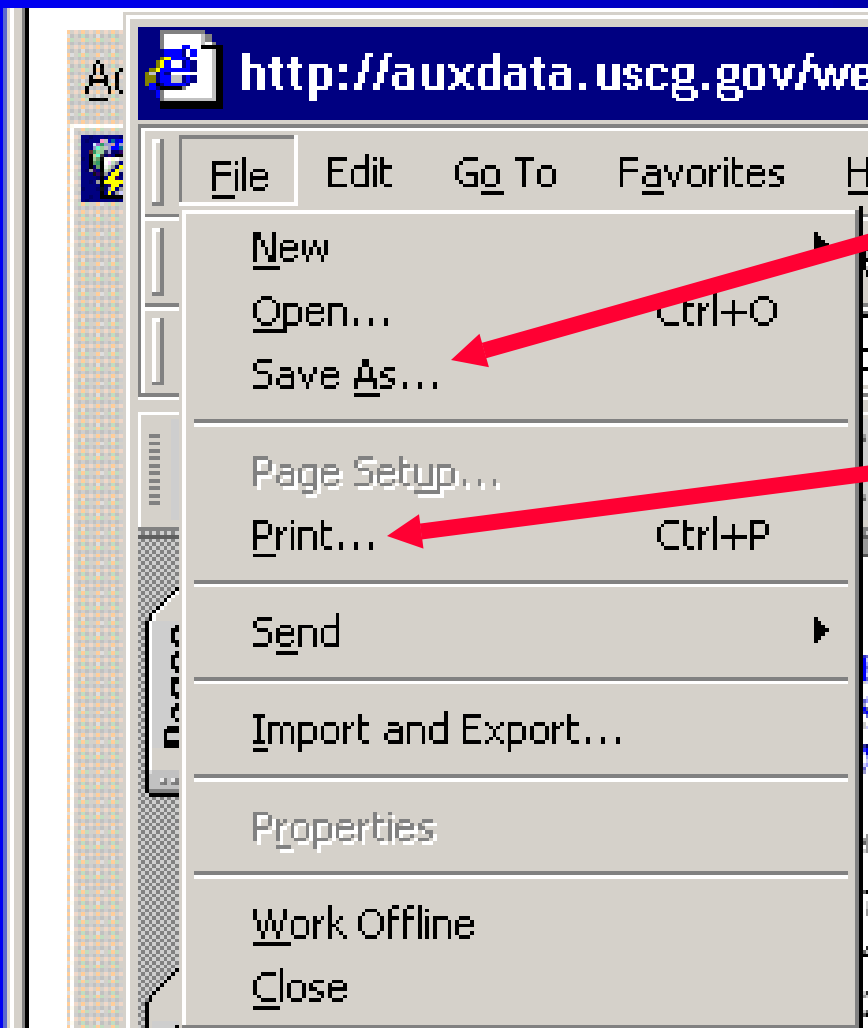 http://auxdata.uscg.gov/we
File Edit Go To Favorites H
New
Open... Ctrl+O
Save As...
Page Setup...
Print... Ctrl+P
Send
Import and Export...
Properties
Work Offline
Close